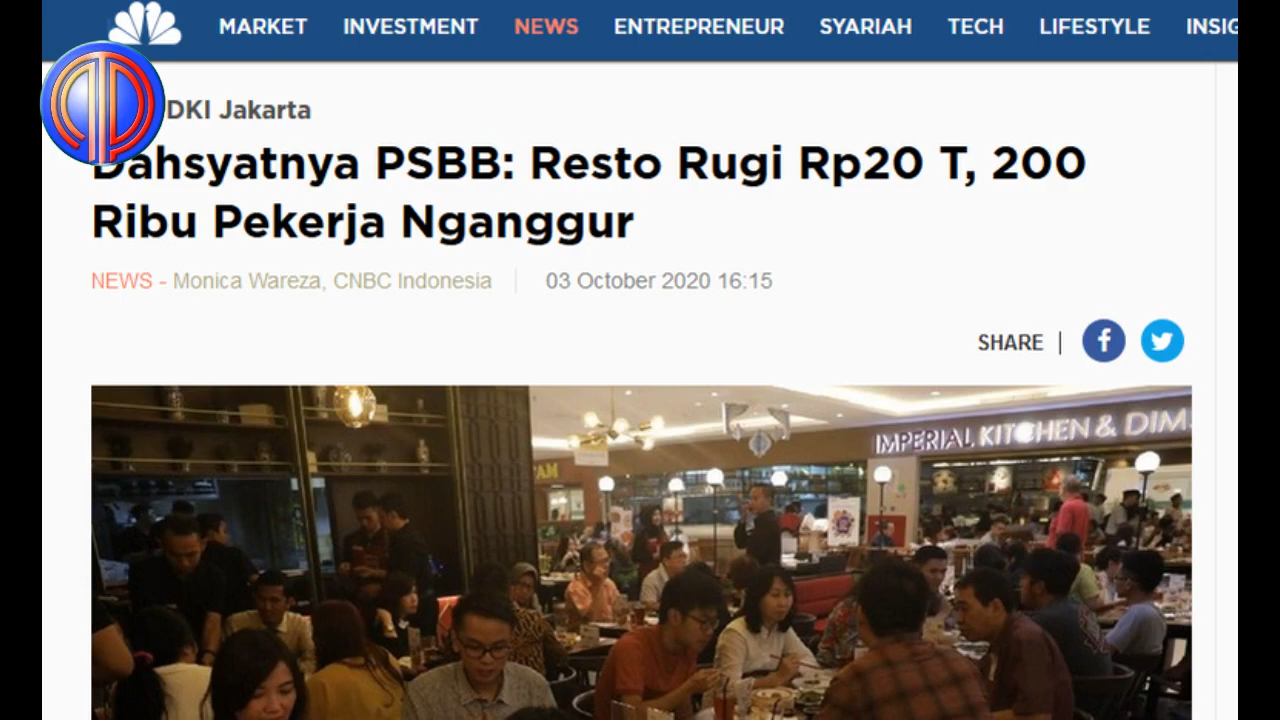 MARKET INVESTMENT NEWS ENTREPRENEUR SYARIAH TECH LIFESTYLE
DKI Jakarta
Dahsyatnya PSBB: Resto Rugi Rp20 T, 200
Ribu Pekerja Nganggur
NEWS - Monica Wareza, CNBC Indonesia 03 October 2020 16:15
SHARE |
IMPERIAL KITCHEN & DIM